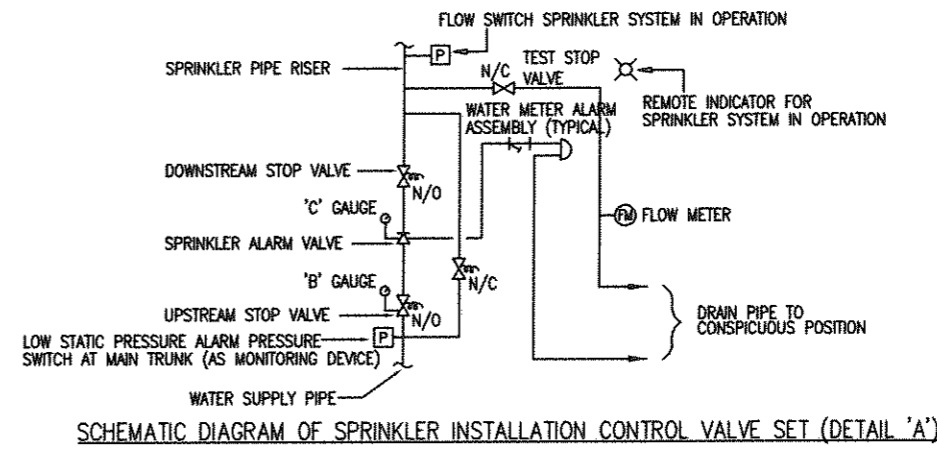 FLOW SWITCH SPRINKLER SYSTEM IN OPERATION
P
SPRINKLER PIPE RISER
N/C
TEST STOP
VALVE
REMOTE INDICATOR FOR
SPRINKLER SYSTEM IN OPERATION
WATER METER ALARM
ASSEMBLY (TYPICAL)
DOWNSTREAM STOP VALVE
N/O
'C' GAUGE
FM FLOW METER
SPRINKLER ALARM VALVE
'B' GAUGE
N/C
UPSTREAM STOP VALVE
N/O
DRAIN PIPE TO
CONSPICUOUS POSITION
LOW STATIC PRESSURE ALARM PRESSURE
SWITCH AT MAIN TRUNK (AS MONITORING DEVICE)
P
WATER SUPPLY PIPE
SCHEMATIC DIAGRAM OF SPRINKLER INSTALLATION CONTROL VALVE SET (DETAIL 'A')